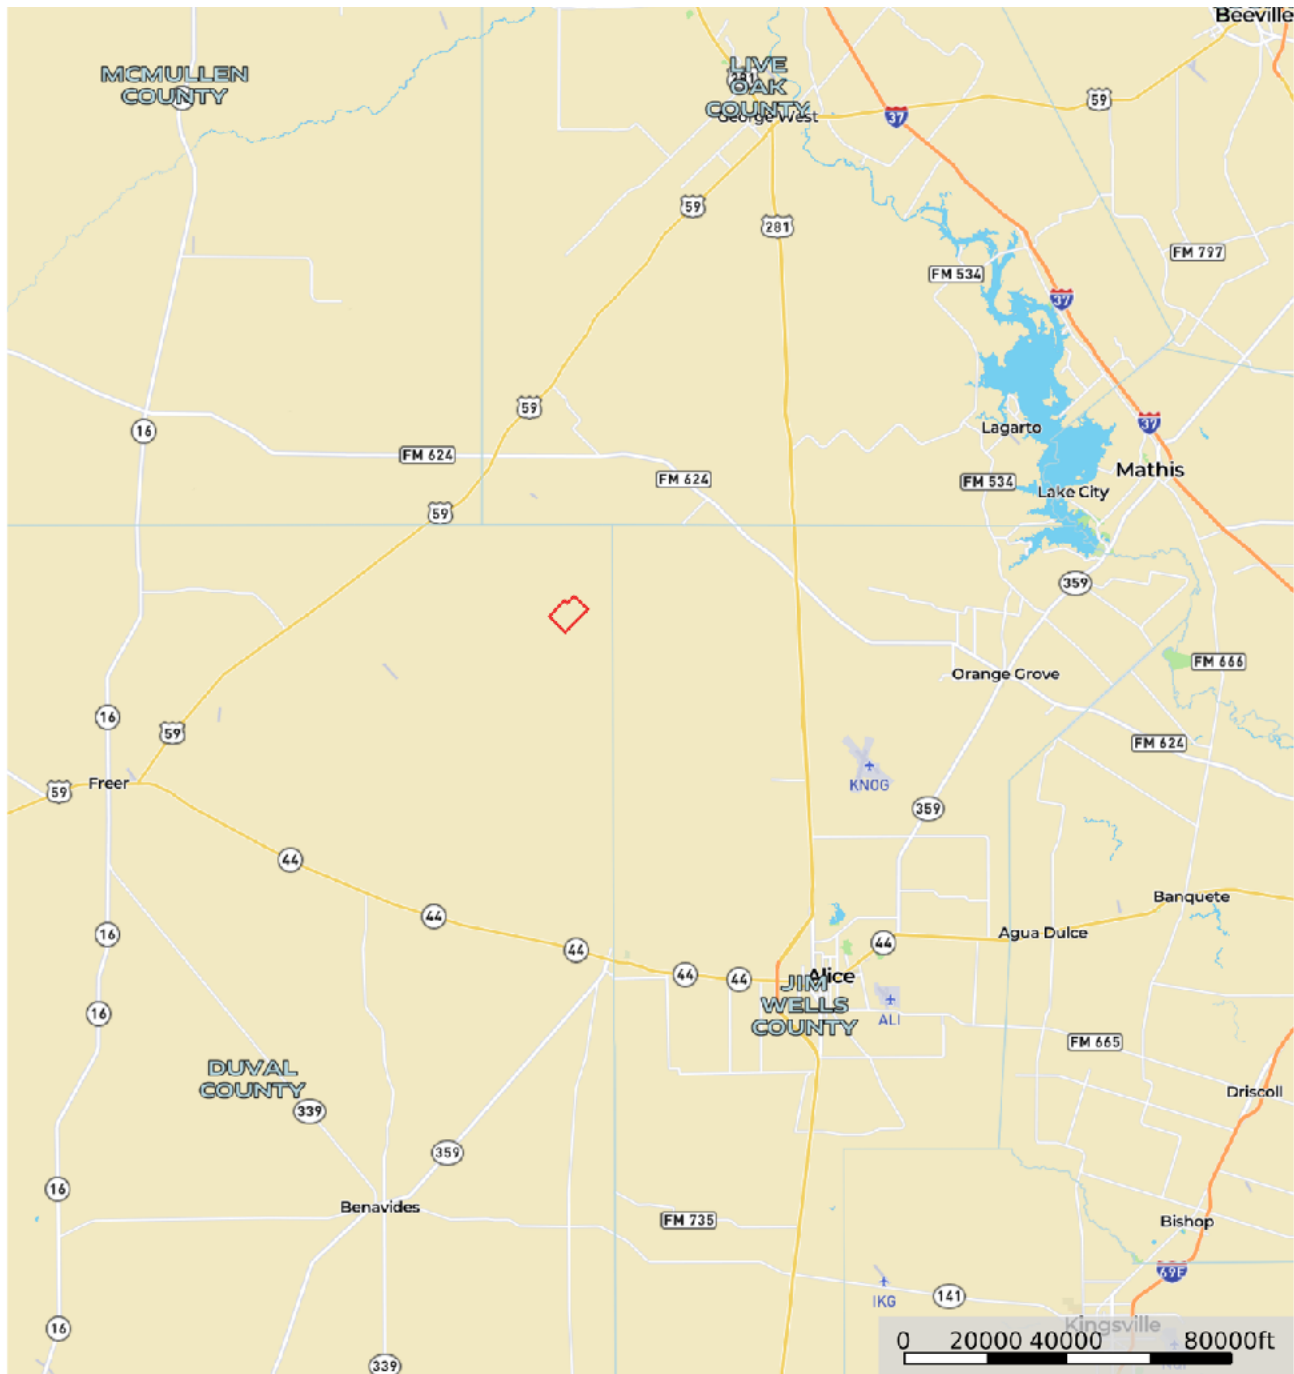 Beeville
MCMULLEN
COUNTY
LIVE
OAK
COUNTY
281
George West
59
37
59
281
FM 797
FM 534
37
59
16
FM 624
Lagarto
37
Mathis
FM 624
FM 534
Lake City
59
359
FM 666
Orange Grove
16
59
FM 624
Freer
59
KNOG
359
44
Banquete
44
Agua Dulce
16
44
44
44
44
Alice
JIM
WELLS
COUNTY
ALI
16
FM 665
DUVAL
COUNTY
Driscoll
339
359
16
Benavides
FM 735
Bishop
69E
IKG
141
Kingsville
16
339
0 20000 40000 80000ft